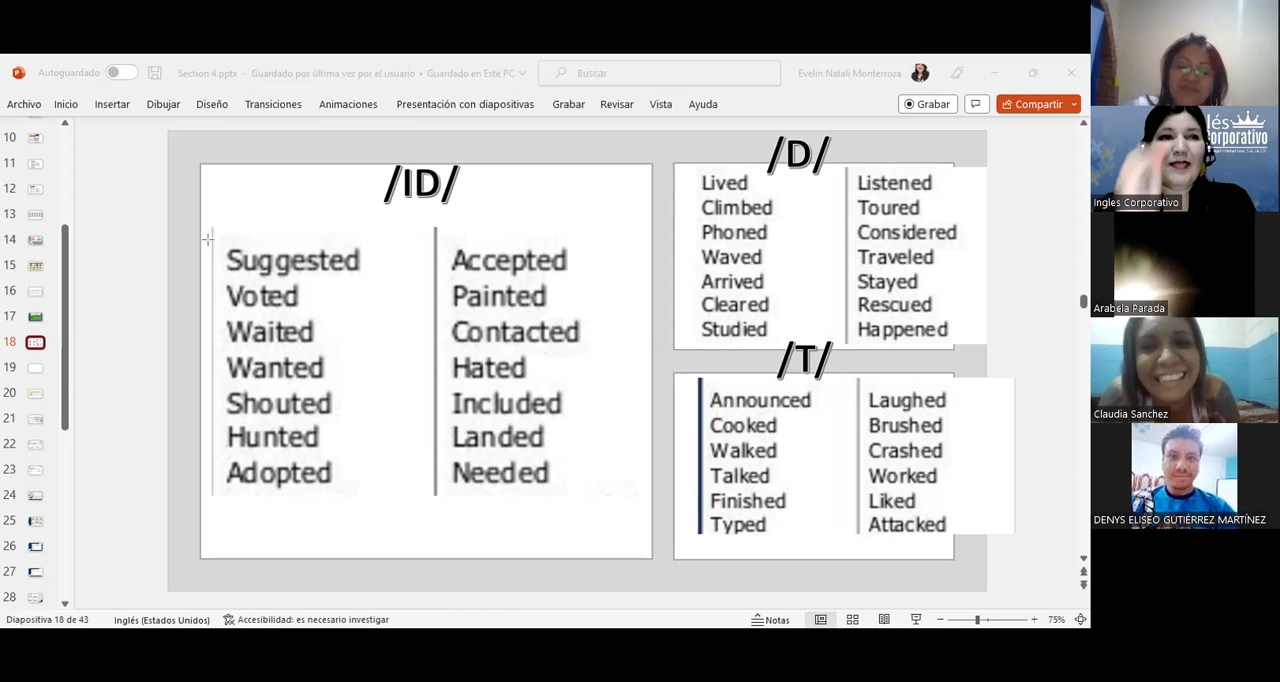 Autoguardado
Section 4.pptx - Guardado por última vez por el usuario • Guardado en Este PC
Buscar
Evelin Natali Monterroza
Archivo Inicio Insertar Dibujar Diseño Transiciones Animaciones Presentación con diapositivas Grabar Revisar Vista Ayuda
Grabar
Compartir
10
11
12
13
14
15
16
17
18
19
20
21
22
23
24
25
26
27
28
/ID/
Suggested
Voted
Waited
Wanted
Shouted
Hunted
Adopted
Accepted
Painted
Contacted
Hated
Included
Landed
Needed
/D/
Lived
Climbed
Phoned
Waved
Arrived
Cleared
Studied
Listened
Toured
Considered
Traveled
Stayed
Rescued
Happened
/T/
Announced
Cooked
Walked
Talked
Finished
Typed
Laughed
Brushed
Crashed
Worked
Liked
Attacked
Diapositiva 18 de 43
Inglés (Estados Unidos)
Accesibilidad: es necesario investigar
Notas
75%
Ingles Corporativo
Arabela Parada
Claudia Sanchez
DENYS ELISEO GUTIÉRREZ MARTÍNEZ